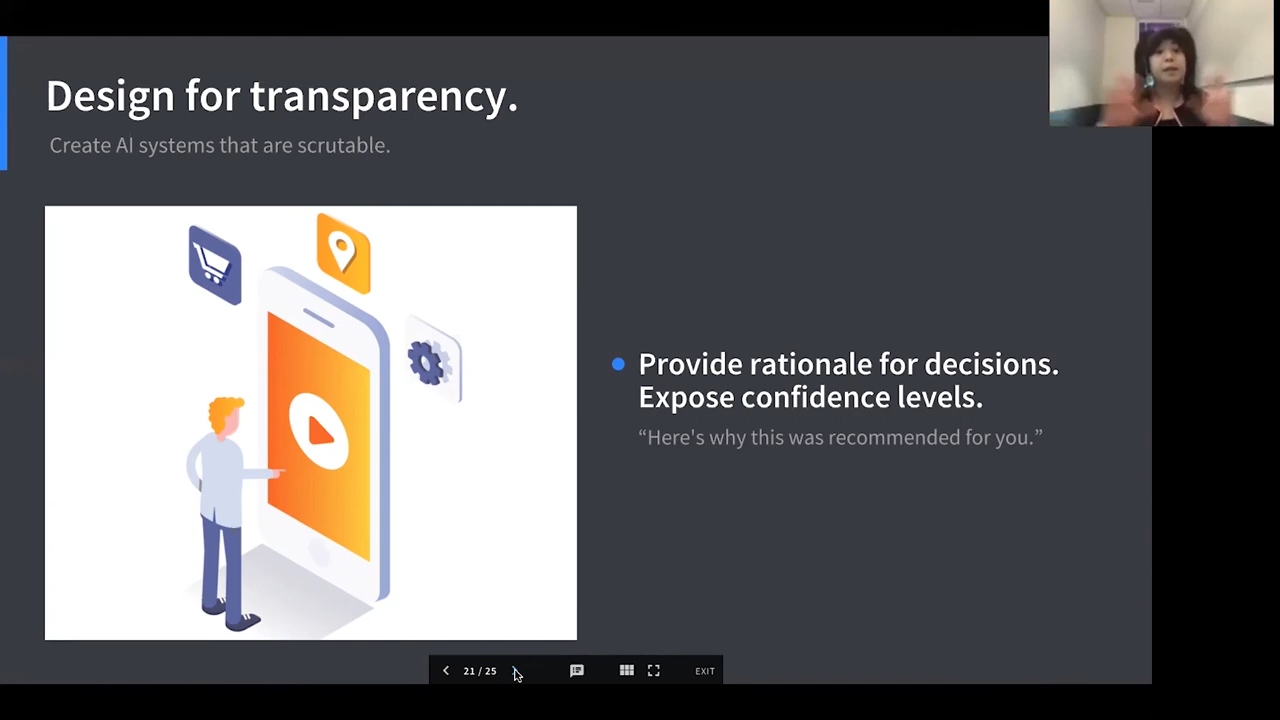 Design for transparency.
Create AI systems that are scrutable.
Provide rationale for decisions.
Expose confidence levels.
“Here's why this was recommended for you.”
21 / 25
EXIT